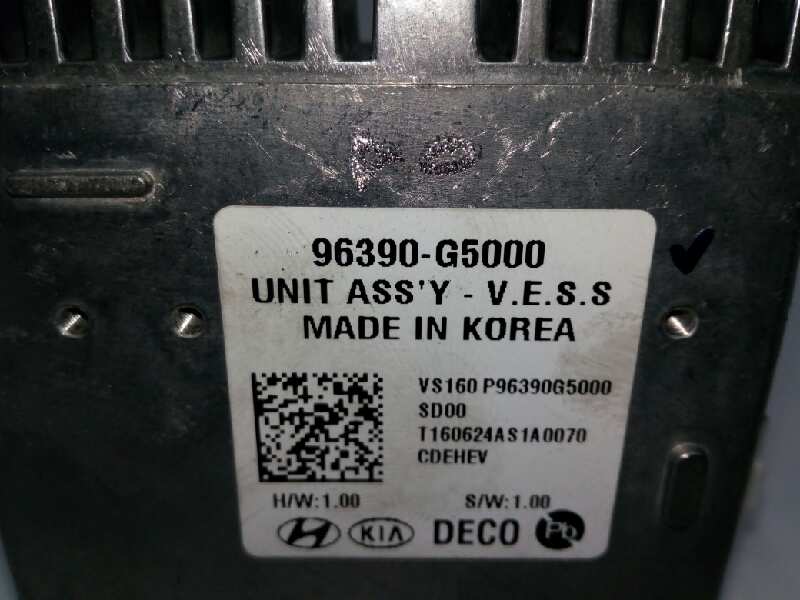 PO
96390-G5000
UNIT ASS'Y - V.E.S.S
MADE IN KOREA
VS160 P96390G5000
SD00
T160624AS1A0070
CDEHEV
H/W:1.00 S/W:1.00
KIA DECO Pb